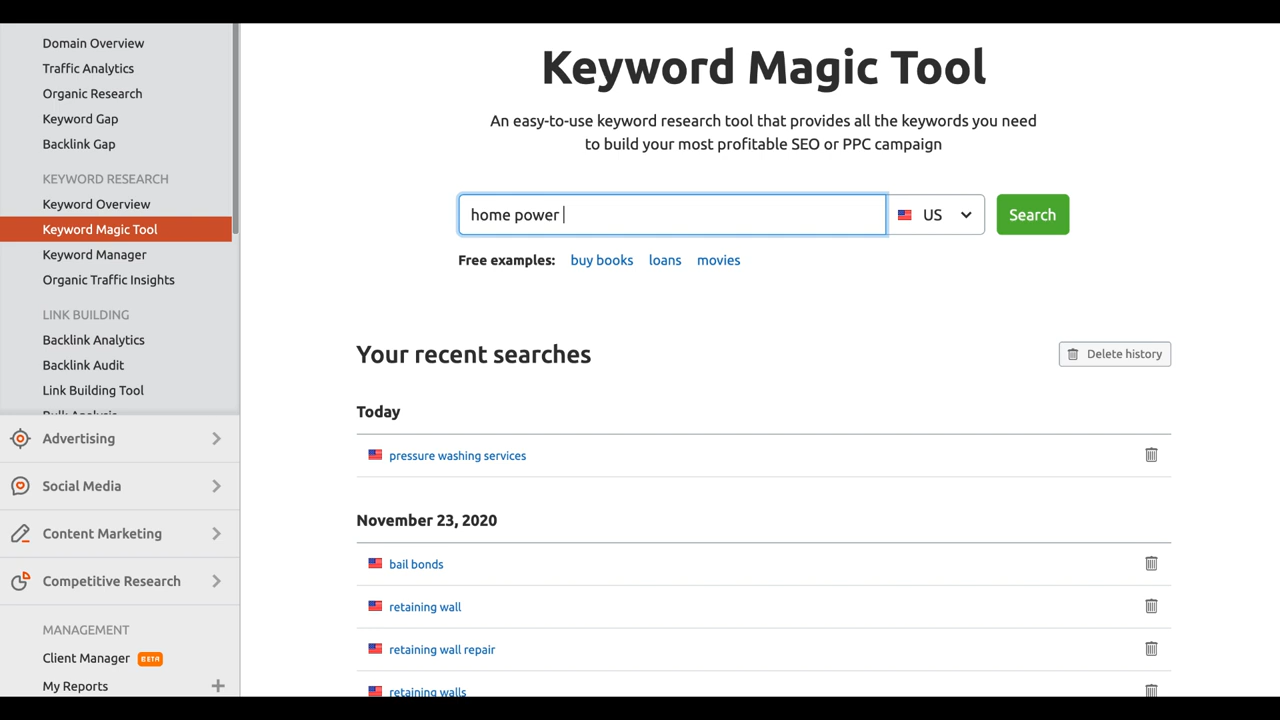 Domain Overview
Traffic Analytics
Organic Research
Keyword Gap
Backlink Gap
KEYWORD RESEARCH
Keyword Overview
Keyword Magic Tool
Keyword Manager
Organic Traffic Insights
LINK BUILDING
Backlink Analytics
Backlink Audit
Link Building Tool
Bulk Analysis
Advertising
Social Media
Content Marketing
Competitive Research
MANAGEMENT
Client Manager BETA
My Reports
Keyword Magic Tool
An easy-to-use keyword research tool that provides all the keywords you need
to build your most profitable SEO or PPC campaign
home power
US
Search
Free examples: buy books loans movies
Your recent searches
Delete history
Today
pressure washing services
November 23, 2020
bail bonds
retaining wall
retaining wall repair
retaining walls